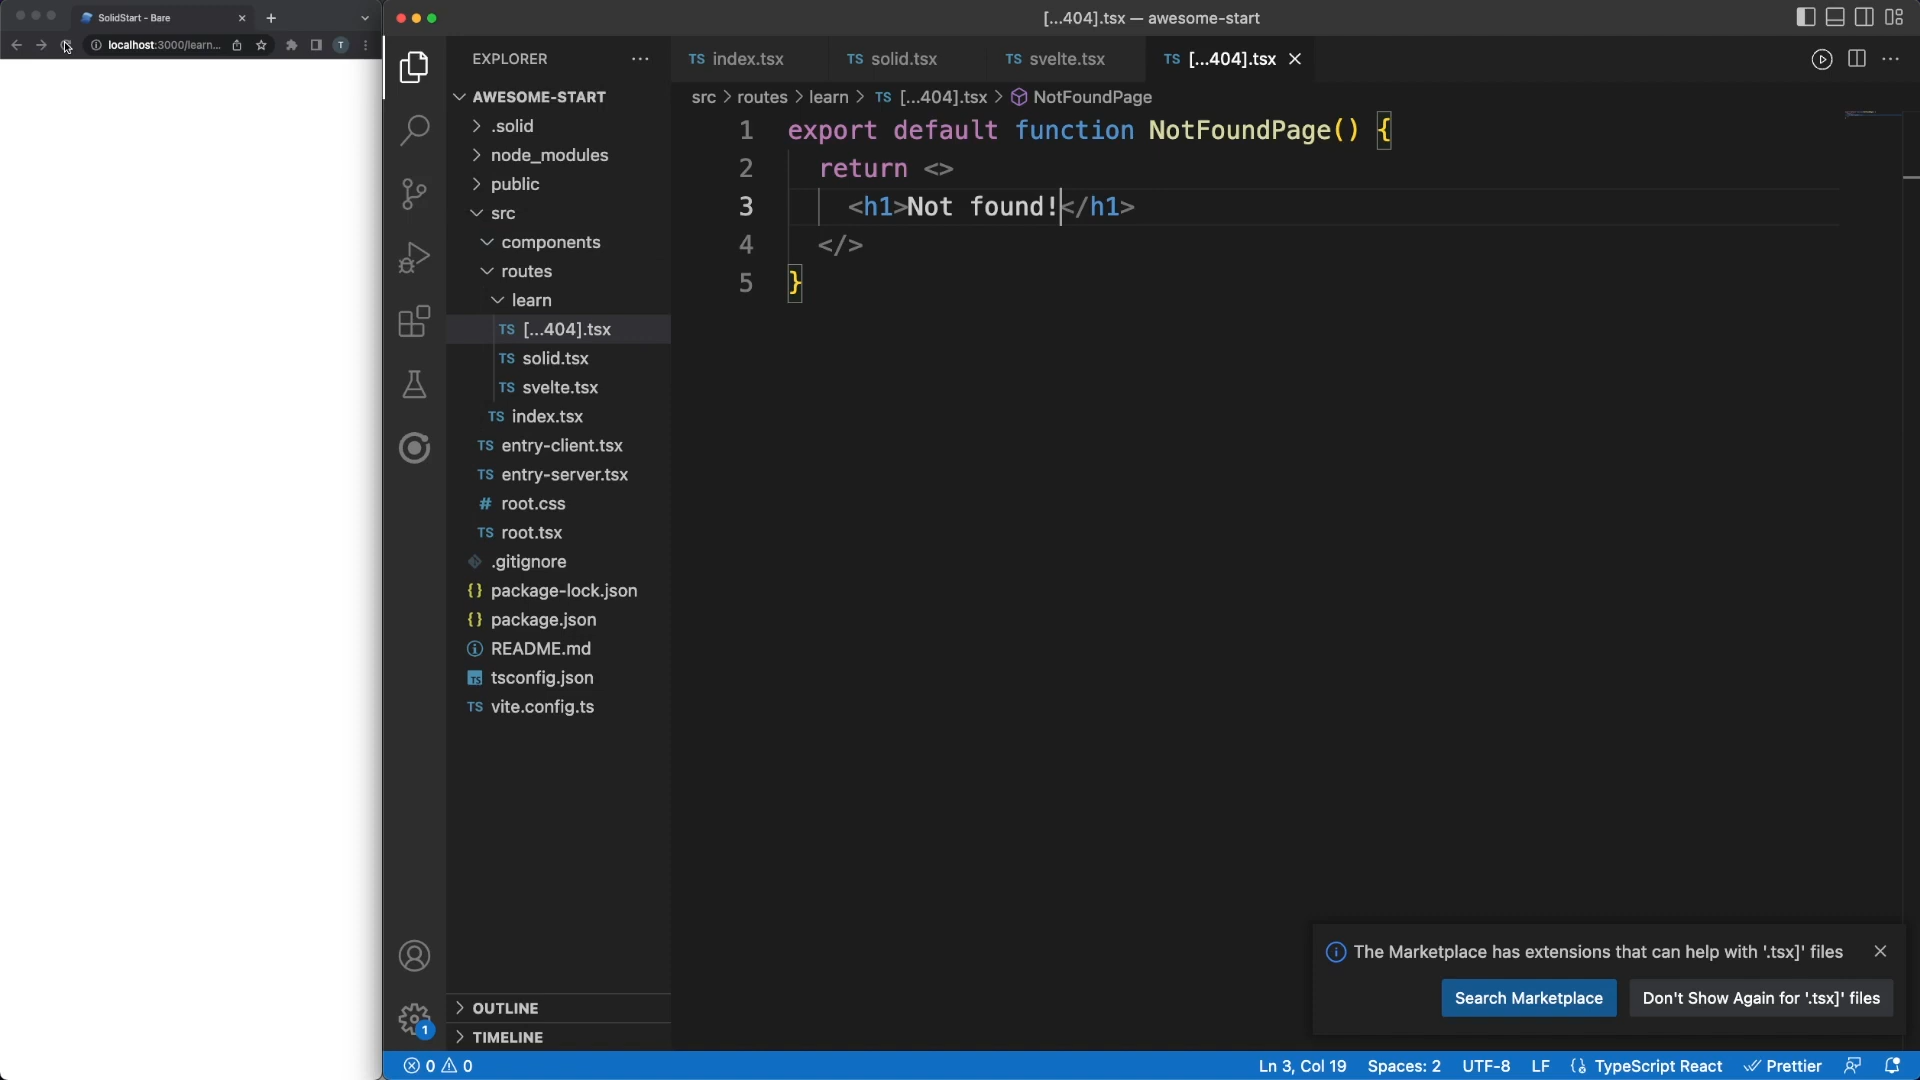 SolidStart - Bare
localhost:3000/learn...
T
[...404].tsx — awesome-start
EXPLORER
AWESOME-START
.solid
node_modules
public
src
components
routes
learn
TS [...404].tsx
TS solid.tsx
TS svelte.tsx
TS index.tsx
TS entry-client.tsx
TS entry-server.tsx
# root.css
TS root.tsx
.gitignore
{} package-lock.json
{} package.json
README.md
TS tsconfig.json
TS vite.config.ts
OUTLINE
TIMELINE
1
TS index.tsx
TS solid.tsx
TS svelte.tsx
TS [...404].tsx
src > routes > learn > TS [...404].tsx > NotFoundPage
1 export default function NotFoundPage() {
2 return <>
3 <h1>Not found!</h1>
4 </>
5 }
The Marketplace has extensions that can help with '.tsx]' files
Search Marketplace
Don't Show Again for '.tsx]' files
0 0
Ln 3, Col 19
Spaces: 2
UTF-8
LF
{} TypeScript React
Prettier